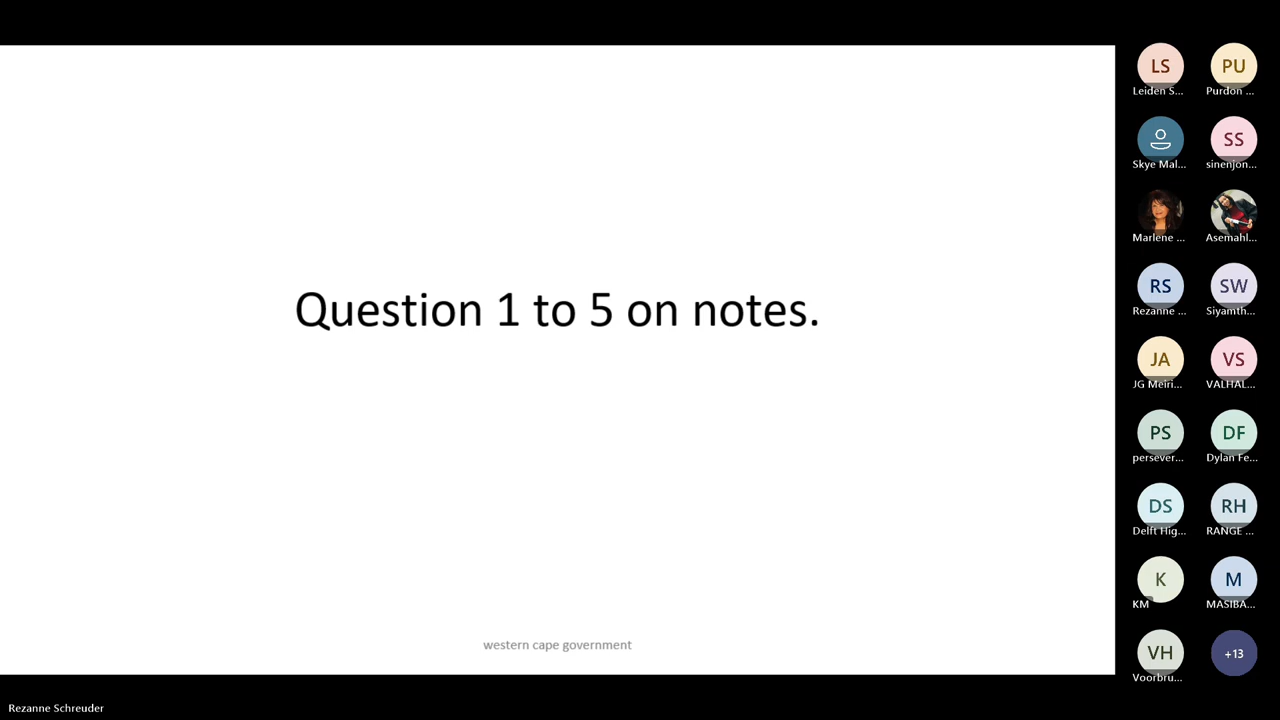 Question 1 to 5 on notes.
western cape government
Rezanne Schreuder
LS
Leiden S...
PU
Purdon ...
Skye Mal...
SS
sinenjon...
Marlene ...
Asemahl...
RS
Rezanne ...
SW
Siyamth...
JA
JG Meiri...
VS
VALHAL...
PS
persever...
DF
Dylan Fe...
DS
Delft Hig...
RH
RANGE ...
K
KM
M
MASIBA...
VH
Voorbru...
+13